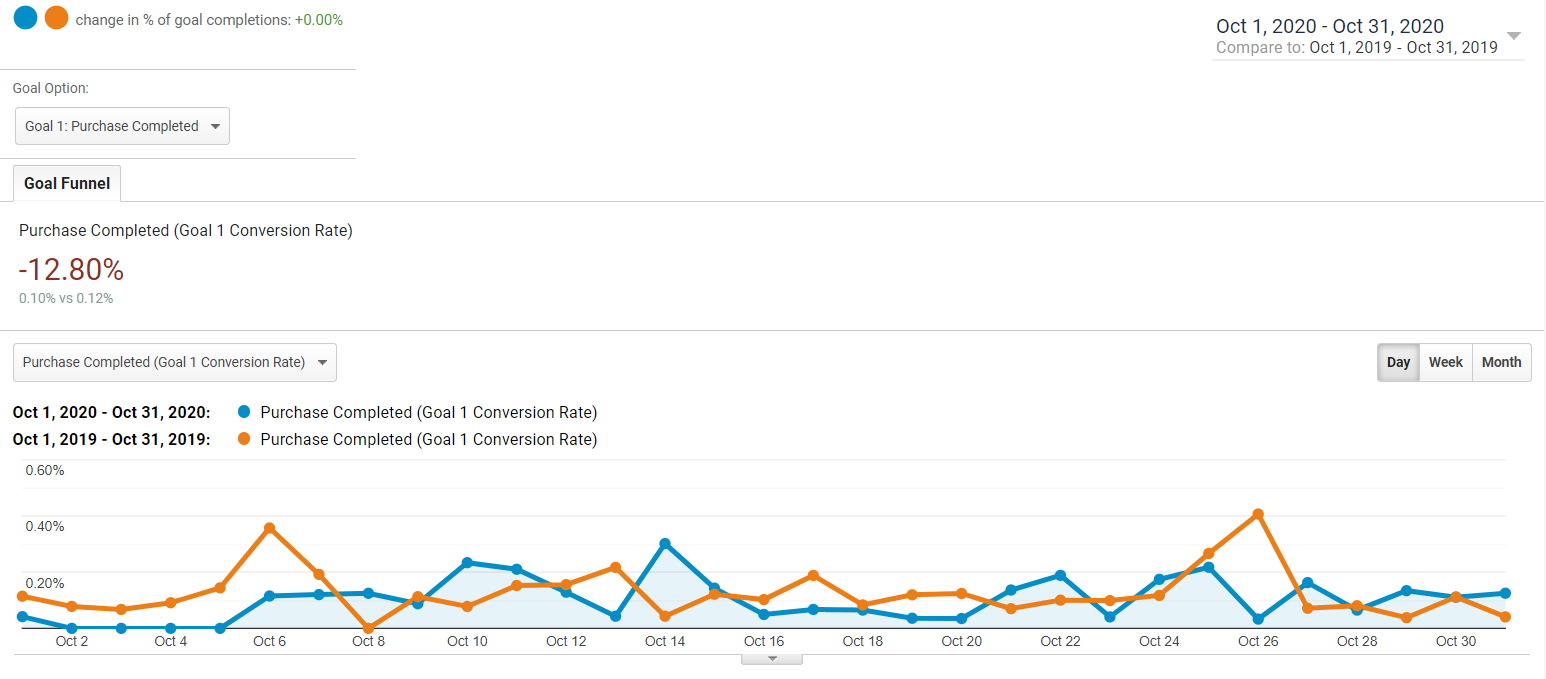 change in % of goal completions: +0.00%
Oct 1, 2020 - Oct 31, 2020
Compare to: Oct 1, 2019 - Oct 31, 2019
Goal Option:
Goal 1: Purchase Completed
Goal Funnel
Purchase Completed (Goal 1 Conversion Rate)
-12.80%
0.10% vs 0.12%
Purchase Completed (Goal 1 Conversion Rate)
Day Week Month
Oct 1, 2020 - Oct 31, 2020: Purchase Completed (Goal 1 Conversion Rate)
Oct 1, 2019 - Oct 31, 2019: Purchase Completed (Goal 1 Conversion Rate)
0.60%
0.40%
0.20%
Oct 2 Oct 4 Oct 6 Oct 8 Oct 10 Oct 12 Oct 14 Oct 16 Oct 18 Oct 20 Oct 22 Oct 24 Oct 26 Oct 28 Oct 30